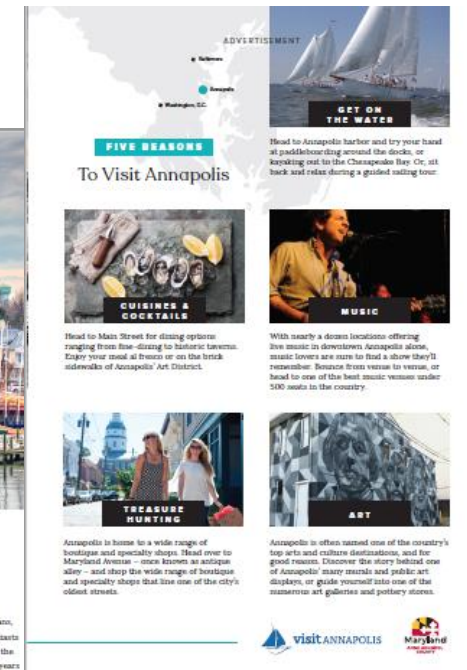 ADVERTISEMENT
Baltimore
Annapolis
Washington, D.C.
FIVE REASONS
To Visit Annapolis
GET ON
THE WATER
Head to Annapolis harbor and try your hand
at paddleboarding around the docks, or
kayaking out to the Chesapeake Bay. Or, sit
back and relax during a guided sailing tour.
CUISINES &
COCKTAILS
Head to Main Street for dining options
ranging from fine-dining to historic taverns.
Enjoy your meal al fresco or on the brick
sidewalks of Annapolis' Art District.
MUSIC
With nearly a dozen locations offering
live music in downtown Annapolis alone,
music lovers are sure to find a show they'll
remember. Bounce from venue to venue, or
head to one of the best music venues under
500 seats in the country.
TREASURE
HUNTING
Annapolis is home to a wide range of
boutique and specialty shops. Head over to
Maryland Avenue – once known as antique
alley – and shop the wide range of boutique
and specialty shops that line one of the city's
oldest streets.
ART
Annapolis is often named one of the country's
top arts and culture destinations, and for
good reason. Discover the story behind one
of Annapolis' many murals and public art
displays, or guide yourself into one of the
numerous art galleries and pottery stores.
visit ANNAPOLIS
Maryland
the
years